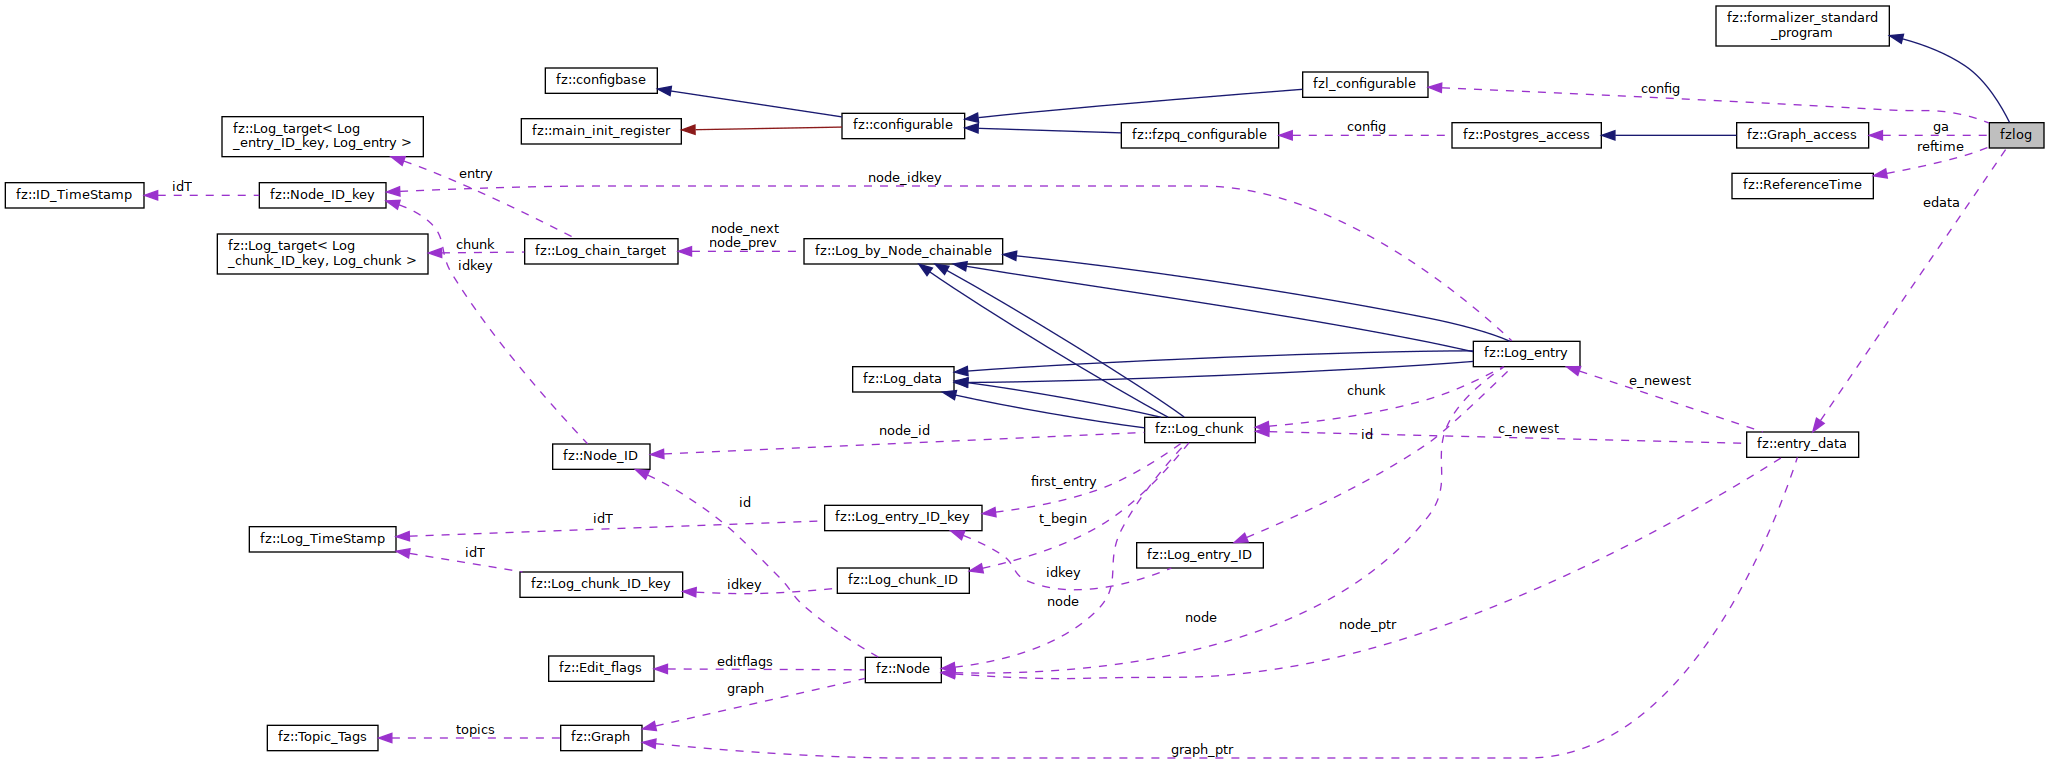 fz::formalizer_standard
_program
fz::configbase
fzl_configurable
config
fz::main_init_register
fz::configurable
fz::fzpq_configurable
config
fz::Postgres_access
fz::Graph_access
ga
fzlog
reftime
fz::Log_target< Log
_entry_ID_key, Log_entry >
entry
node_idkey
fz::ReferenceTime
fz::ID_TimeStamp
idT
fz::Node_ID_key
edata
fz::Log_target< Log
_chunk_ID_key, Log_chunk >
chunk
idkey
fz::Log_chain_target
node_next
node_prev
fz::Log_by_Node_chainable
fz::Log_entry
fz::Log_data
chunk
e_newest
fz::Node_ID
node_id
fz::Log_chunk
id
c_newest
fz::entry_data
first_entry
id
idT
fz::Log_entry_ID_key
t_begin
fz::Log_TimeStamp
idT
fz::Log_entry_ID
fz::Log_chunk_ID_key
idkey
fz::Log_chunk_ID
idkey
node
node
node_ptr
fz::Edit_flags
editflags
fz::Node
graph
fz::Topic_Tags
topics
fz::Graph
graph_ptr